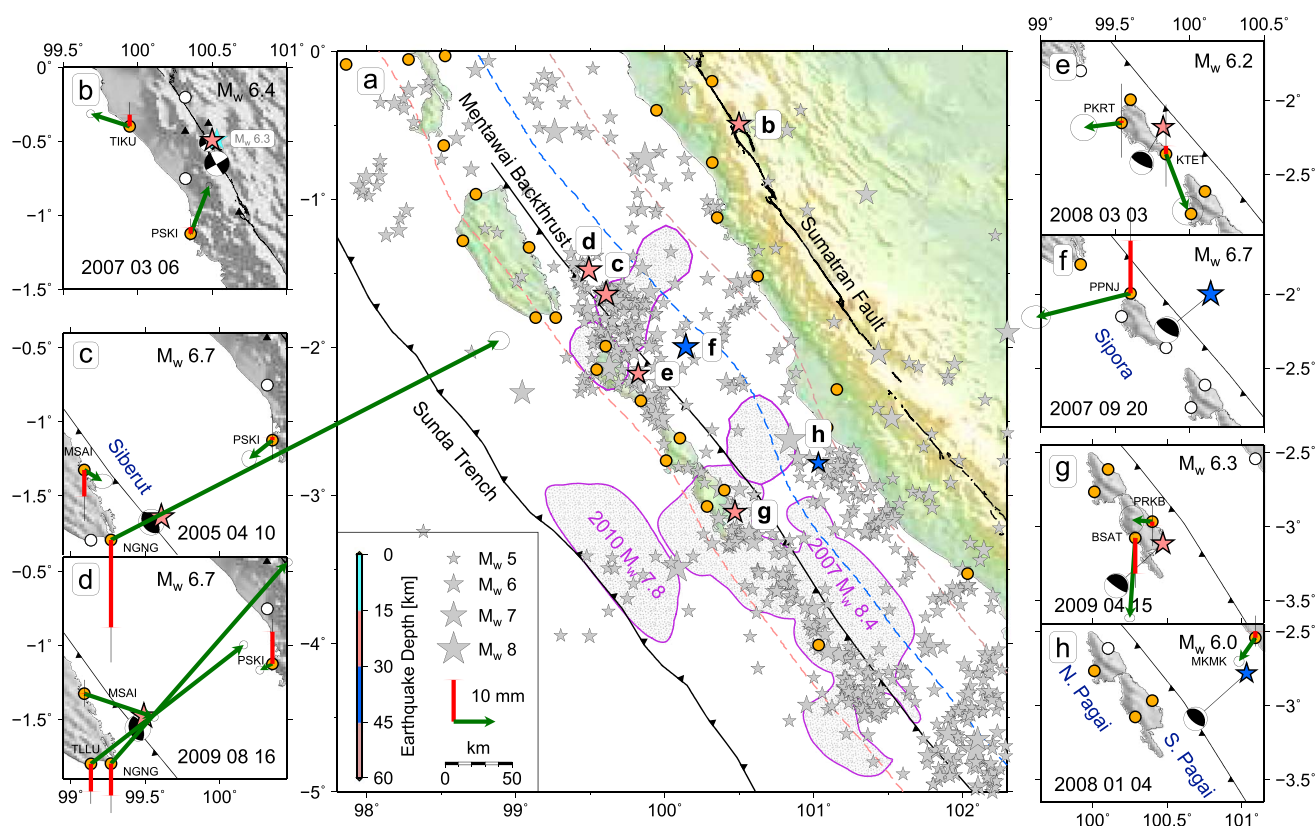 99.5° 100° 100.5° 101°
0°
−0.5°
−1°
−1.5°
b
Mw 6.4
Mw 6.3
TIKU
PSKI
2007 03 06
c
Mw 6.7
−0.5°
−1°
−1.5°
MSAI
Siberut
PSKI
NGNG
2005 04 10
d
Mw 6.7
−0.5°
−1°
−1.5°
MSAI
PSKI
TLLU
NGNG
2009 08 16
99° 99.5° 100°
a
0°
−1°
−2°
−3°
−4°
−5°
98° 99° 100° 101° 102°
Mentawai Backthrust
Sumatran Fault
Sunda Trench
b
d
c
f
e
h
g
2010 Mw 7.8
2007 Mw 8.4
Earthquake Depth [km]
0
15
30
45
60
Mw 5
Mw 6
Mw 7
Mw 8
10 mm
km
0 50
99° 99.5° 100° 100.5°
e
Mw 6.2
−2°
−2.5°
PKRT
KTET
2008 03 03
f
Mw 6.7
−2°
−2.5°
PPNJ
Sipora
2007 09 20
g
Mw 6.3
−2.5°
−3°
−3.5°
PRKB
BSAT
2009 04 15
h
Mw 6.0
−2.5°
−3°
−3.5°
MKMK
N. Pagai
S. Pagai
2008 01 04
100° 100.5° 101°